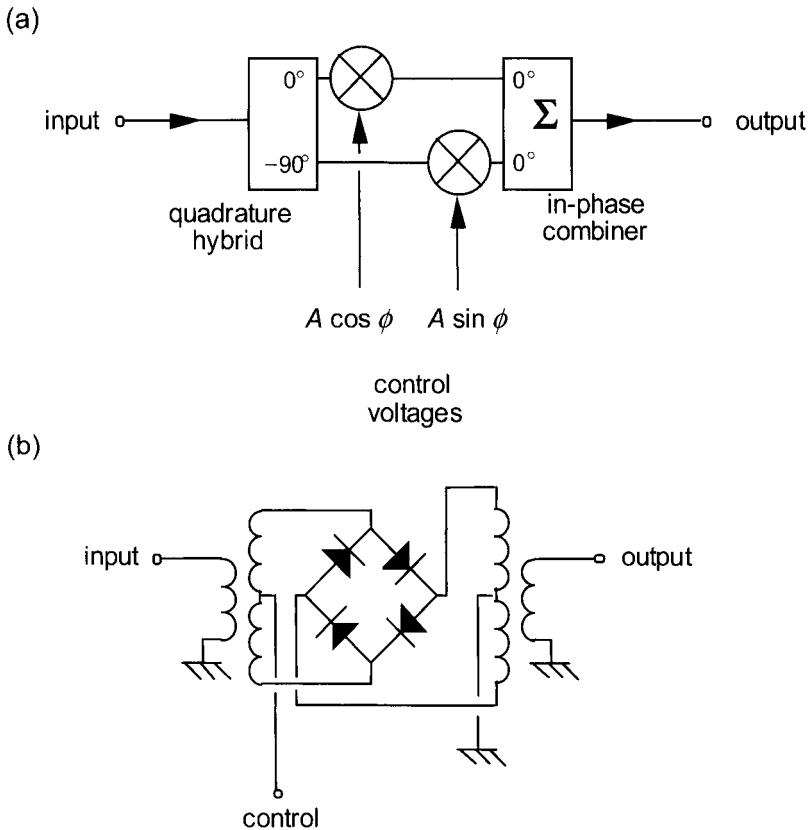 (a)
0°
0°
input
Σ
output
−90°
0°
quadrature
hybrid
in-phase
combiner
A cos ϕ
A sin ϕ
control
voltages
(b)
input
output
control